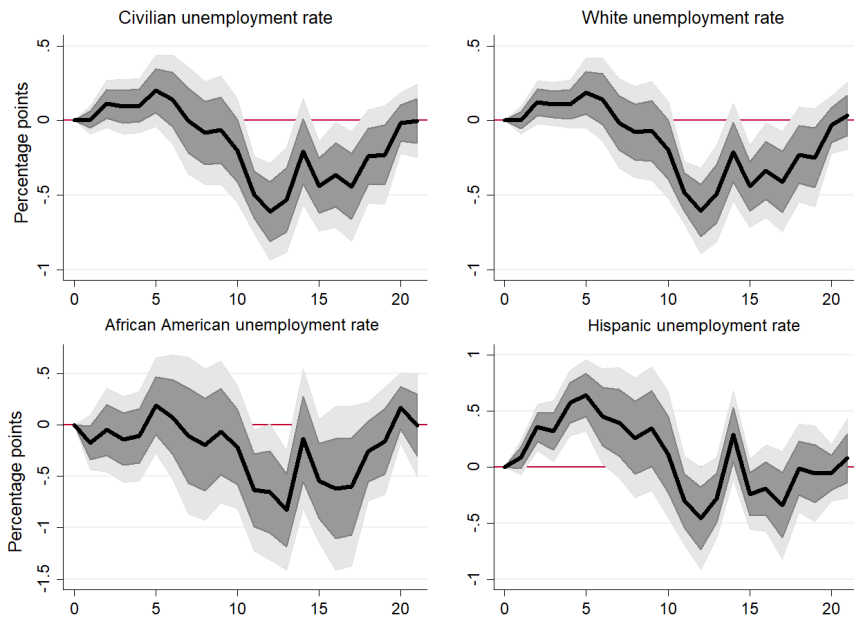 Civilian unemployment rate
Percentage points
.5
0
-.5
-1
0 5 10 15 20
White unemployment rate
.5
0
-.5
-1
0 5 10 15 20
African American unemployment rate
Percentage points
.5
0
-.5
-1
-1.5
0 5 10 15 20
Hispanic unemployment rate
1
.5
0
-.5
-1
0 5 10 15 20